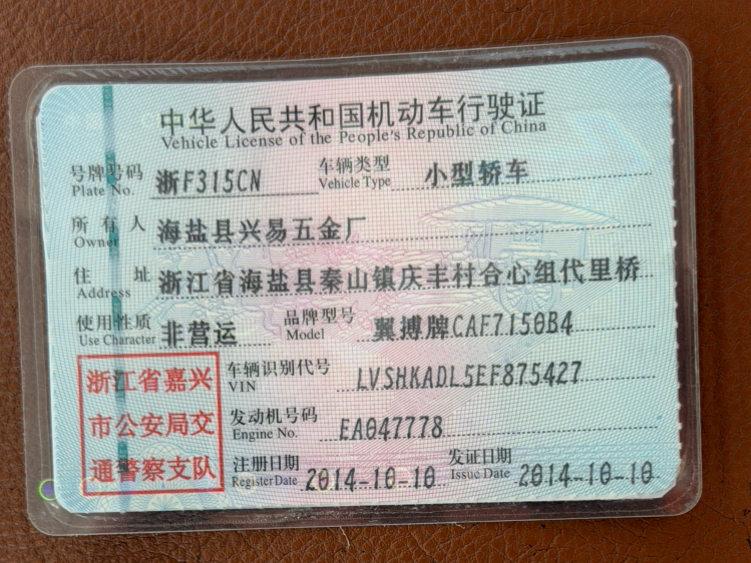 中华人民共和国机动车行驶证
Vehicle License of the People's Republic of China
号牌号码 浙F315CN 车辆类型 小型轿车
Plate No. Vehicle Type
所有人 海盐县兴易五金厂
Owner
住址 浙江省海盐县秦山镇庆丰村合心组代里桥
Address
使用性质 非营运 品牌型号 翼搏牌CAF7150B4
Use Character Model
浙江省嘉兴
市公安局交
通警察支队
车辆识别代号 LVSHKADL5EF875427
VIN
发动机号码 EA047778
Engine No.
注册日期 2014-10-10 发证日期 2014-10-10
Register Date Issue Date